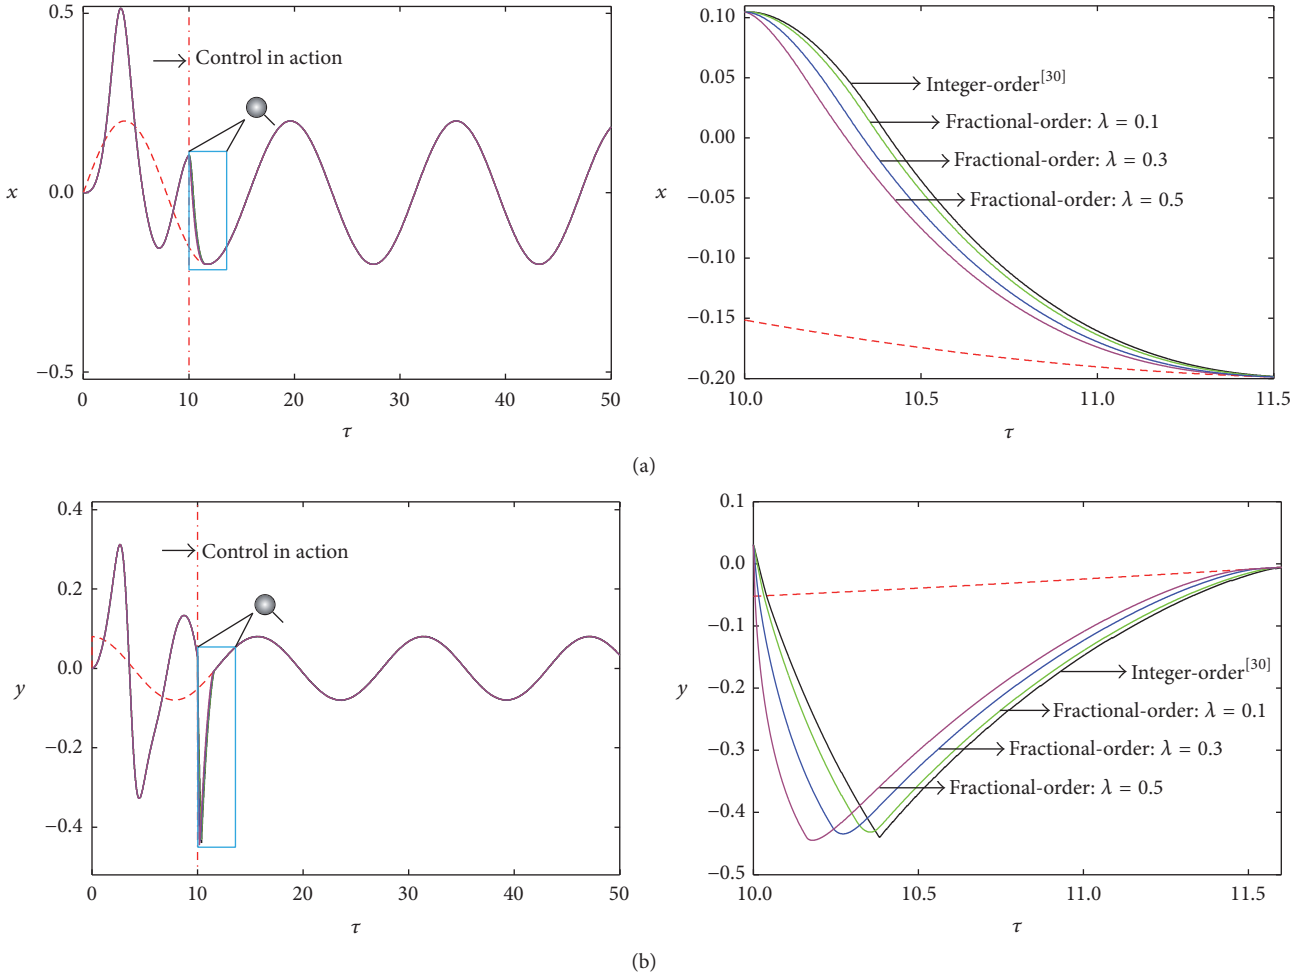 0.5
0.0
−0.5
x
0
10
20
30
40
50
τ
Control in action
0.10
0.05
0.00
−0.05
−0.10
−0.15
−0.20
x
10.0
10.5
11.0
11.5
τ
Integer-order[30]
Fractional-order: λ = 0.1
Fractional-order: λ = 0.3
Fractional-order: λ = 0.5
(a)
0.4
0.2
0.0
−0.2
−0.4
y
0
10
20
30
40
50
τ
Control in action
0.1
0.0
−0.1
−0.2
−0.3
−0.4
−0.5
y
10.0
10.5
11.0
11.5
τ
Integer-order[30]
Fractional-order: λ = 0.1
Fractional-order: λ = 0.3
Fractional-order: λ = 0.5
(b)